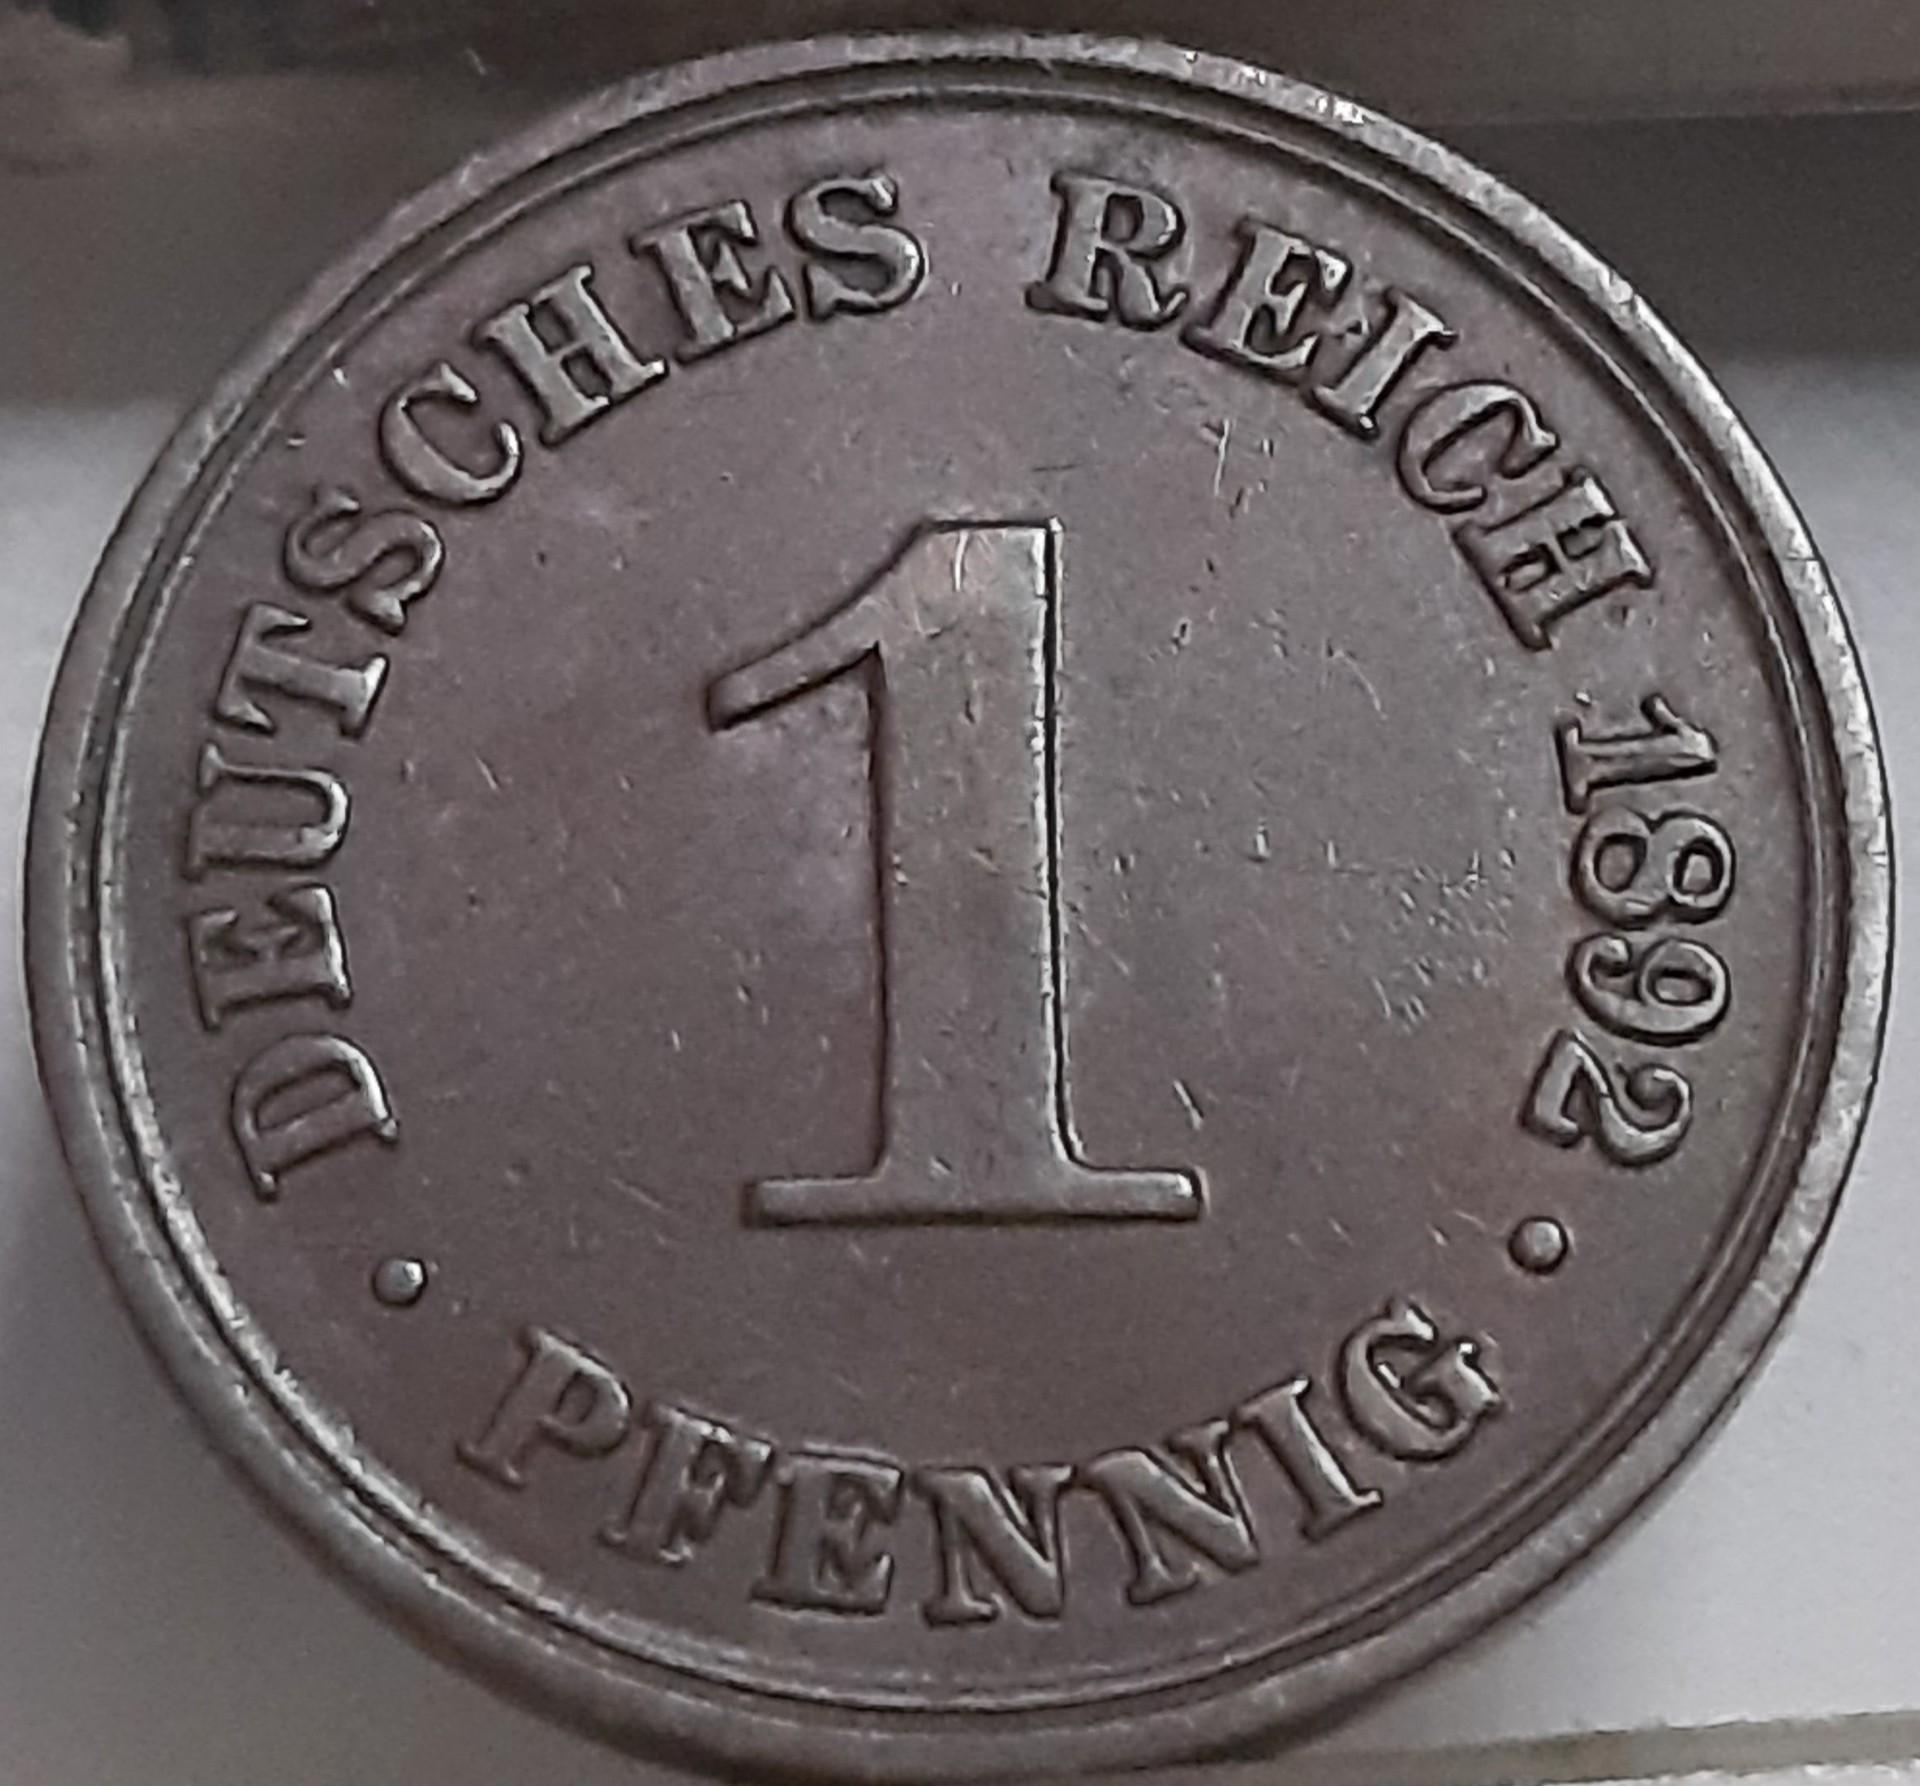 DEUTSCHES REICH 1892
1
• PFENNIG •